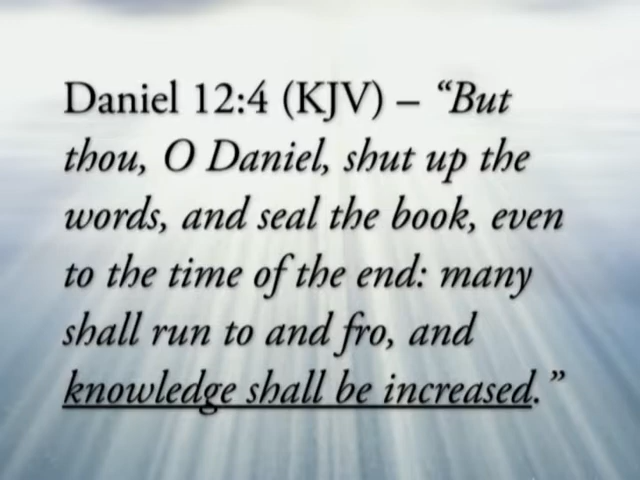 Daniel 12:4 (KJV) – “But
thou, O Daniel, shut up the
words, and seal the book, even
to the time of the end: many
shall run to and fro, and
knowledge shall be increased.”